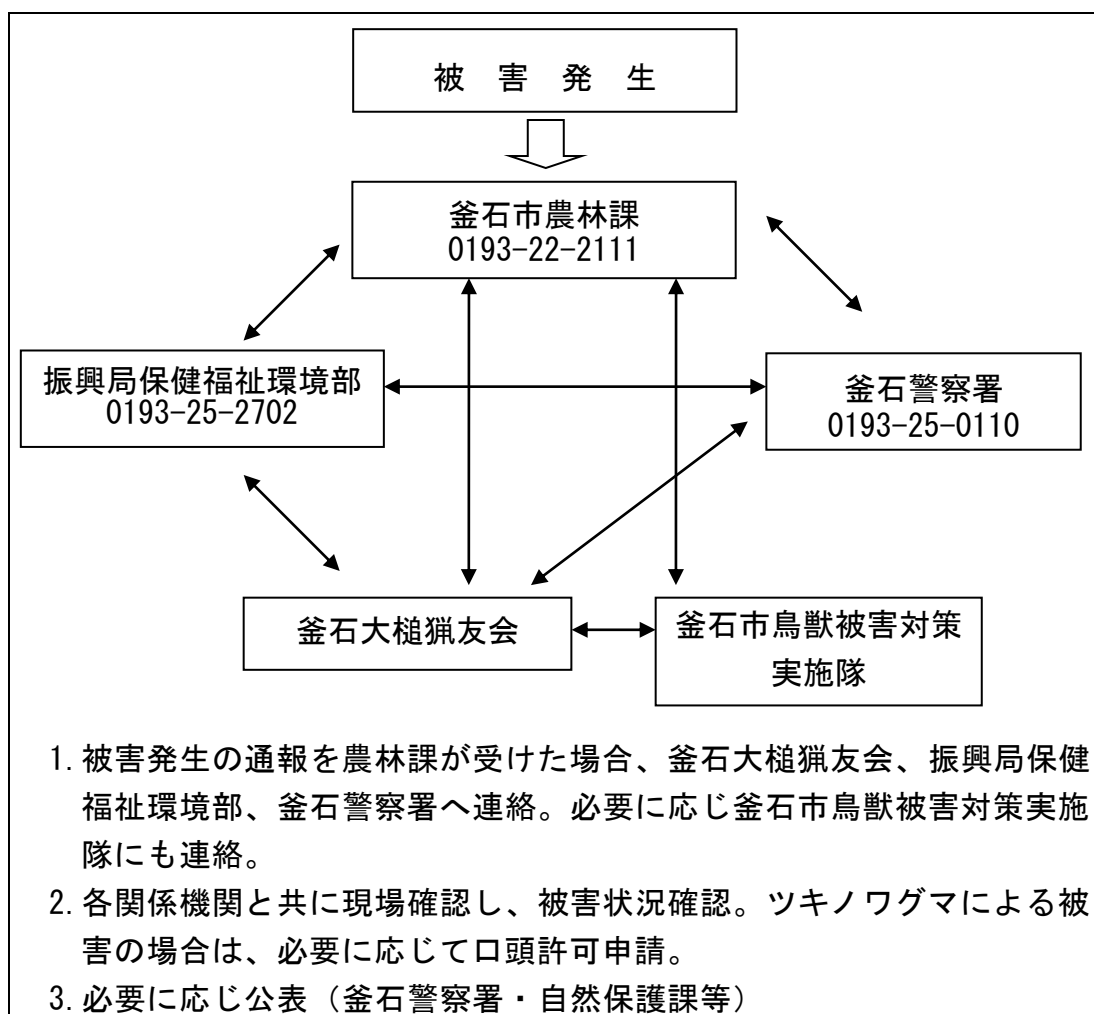 被 害 発 生
釜石市農林課
0193-22-2111
振興局保健福祉環境部
0193-25-2702
釜石警察署
0193-25-0110
釜石大槌猟友会
釜石市鳥獣被害対策
実施隊
1. 被害発生の通報を農林課が受けた場合、釜石大槌猟友会、振興局保健
福祉環境部、釜石警察署へ連絡。必要に応じ釜石市鳥獣被害対策実施
隊にも連絡。
2. 各関係機関と共に現場確認し、被害状況確認。ツキノワグマによる被
害の場合は、必要に応じて口頭許可申請。
3. 必要に応じ公表（釜石警察署・自然保護課等）